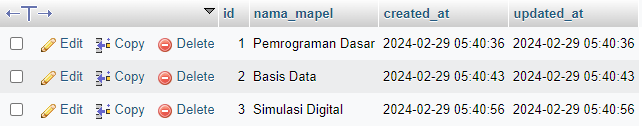 id nama_mapel created_at updated_at
Edit Copy Delete 1 Pemrograman Dasar 2024-02-29 05:40:36 2024-02-29 05:40:36
Edit Copy Delete 2 Basis Data 2024-02-29 05:40:43 2024-02-29 05:40:43
Edit Copy Delete 3 Simulasi Digital 2024-02-29 05:40:56 2024-02-29 05:40:56